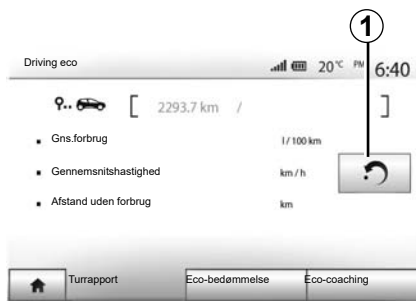 1
Driving eco 20°C PM 6:40
[ 2293.7 km / ]
Gns.forbrug l/100 km
Gennemsnitshastighed km/h
Afstand uden forbrug km
Turrapport Eco-bedømmelse Eco-coaching